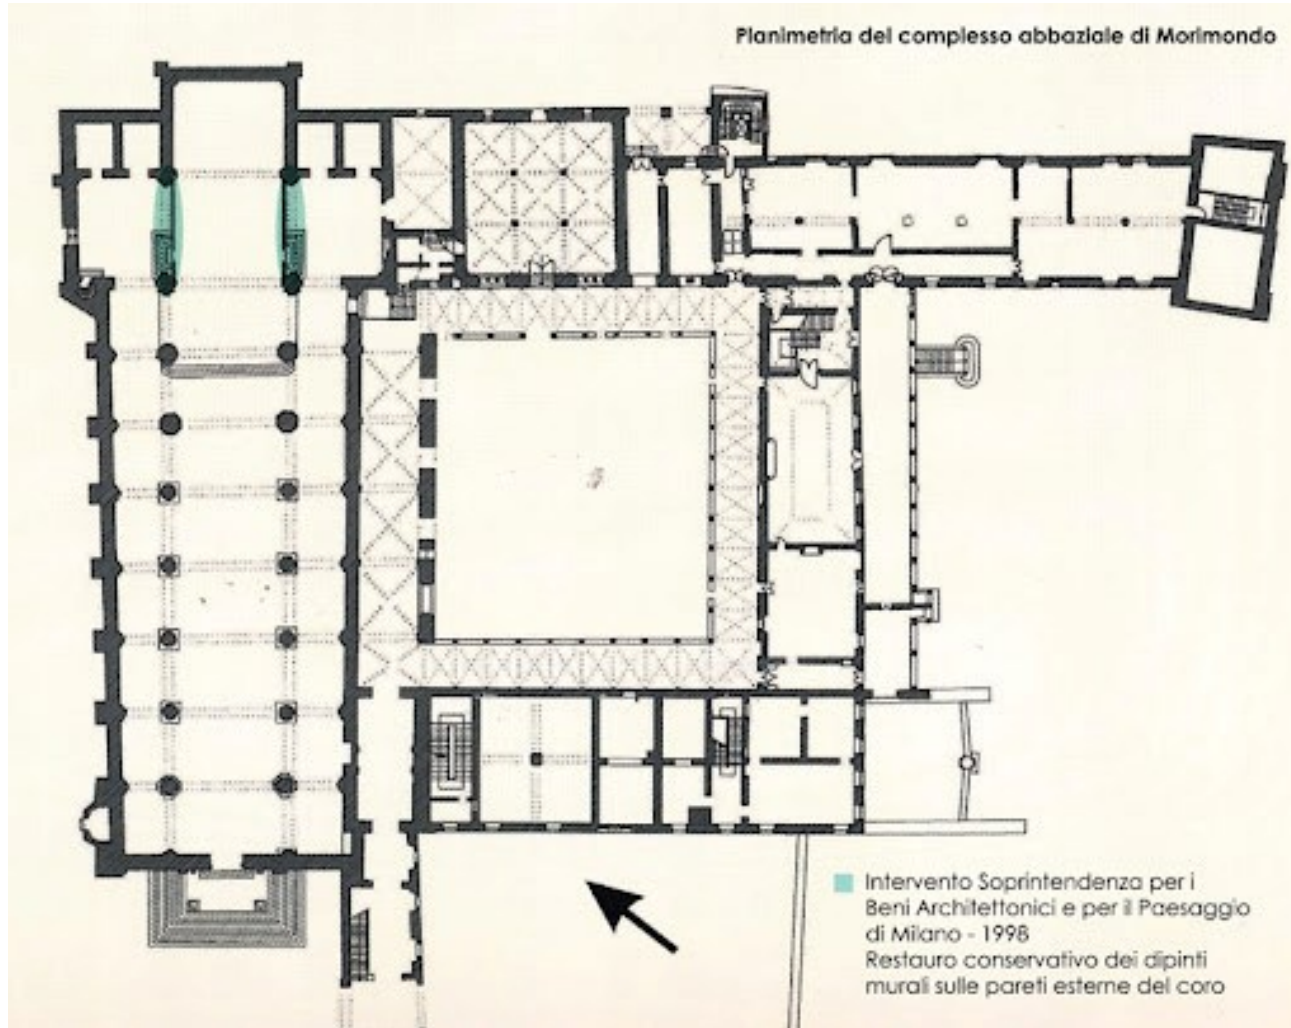 Planimetria del complesso abbaziale di Morimondo
Intervento Soprintendenza per i
Beni Architettonici e per il Paesaggio
di Milano - 1998
Restauro conservativo dei dipinti
murali sulle pareti esterne del coro